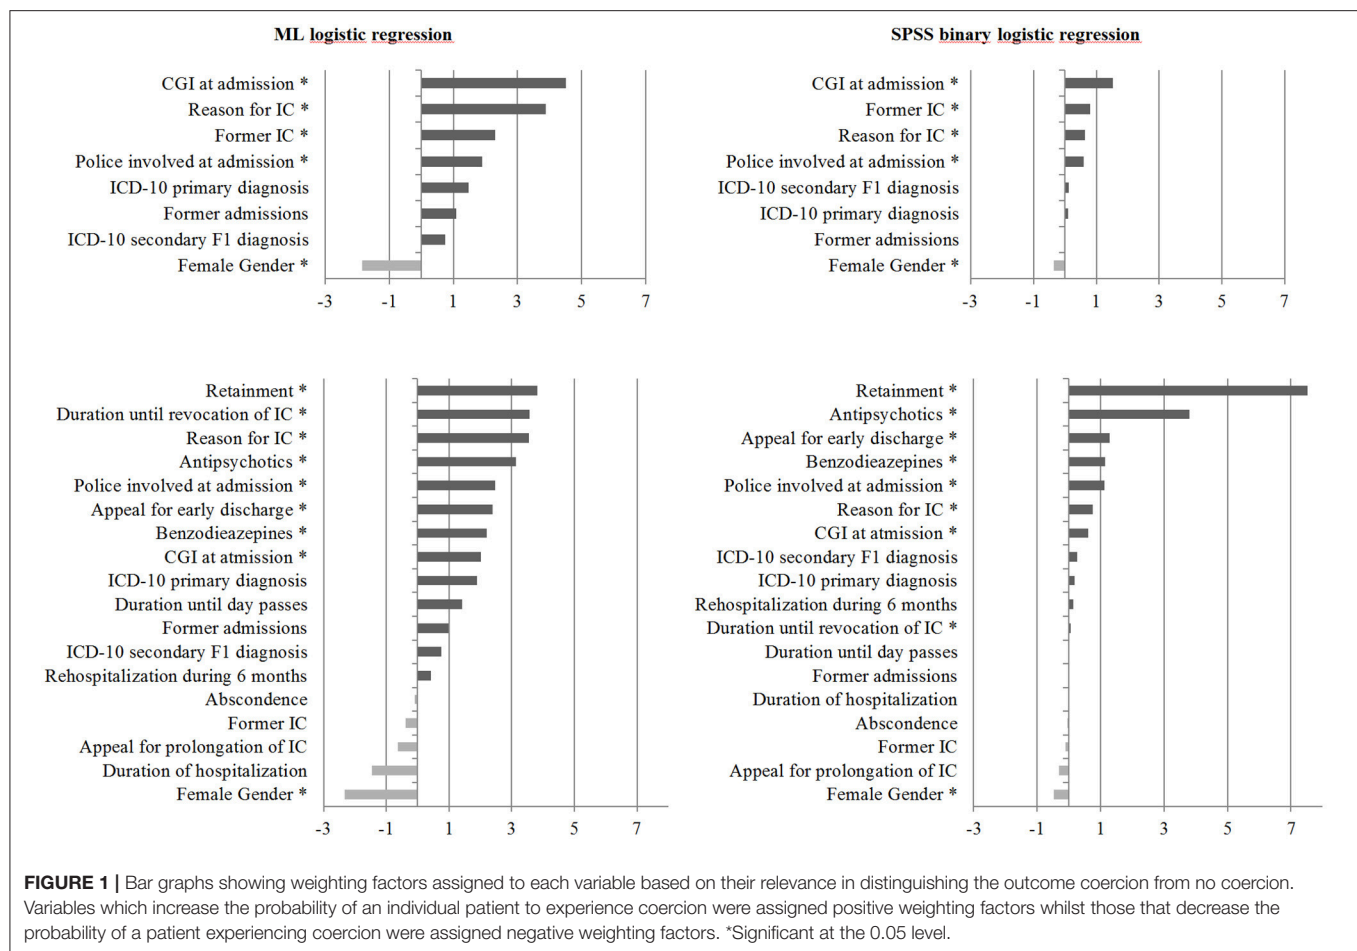 ML logistic regression
CGI at admission *
Reason for IC *
Former IC *
Police involved at admission *
ICD-10 primary diagnosis
Former admissions
ICD-10 secondary F1 diagnosis
Female Gender *
-3 -1 1 3 5 7
SPSS binary logistic regression
CGI at admission *
Former IC *
Reason for IC *
Police involved at admission *
ICD-10 secondary F1 diagnosis
ICD-10 primary diagnosis
Former admissions
Female Gender *
-3 -1 1 3 5 7
Retainment *
Duration until revocation of IC *
Reason for IC *
Antipsychotics *
Police involved at admission *
Appeal for early discharge *
Benzodieazepines *
CGI at atmission *
ICD-10 primary diagnosis
Duration until day passes
Former admissions
ICD-10 secondary F1 diagnosis
Rehospitalization during 6 months
Abscondence
Former IC
Appeal for prolongation of IC
Duration of hospitalization
Female Gender *
-3 -1 1 3 5 7
Retainment *
Antipsychotics *
Appeal for early discharge *
Benzodieazepines *
Police involved at admission *
Reason for IC *
CGI at atmission *
ICD-10 secondary F1 diagnosis
ICD-10 primary diagnosis
Rehospitalization during 6 months
Duration until revocation of IC *
Duration until day passes
Former admissions
Duration of hospitalization
Abscondence
Former IC
Appeal for prolongation of IC
Female Gender *
-3 -1 1 3 5 7
FIGURE 1 | Bar graphs showing weighting factors assigned to each variable based on their relevance in distinguishing the outcome coercion from no coercion.
Variables which increase the probability of an individual patient to experience coercion were assigned positive weighting factors whilst those that decrease the
probability of a patient experiencing coercion were assigned negative weighting factors. *Significant at the 0.05 level.